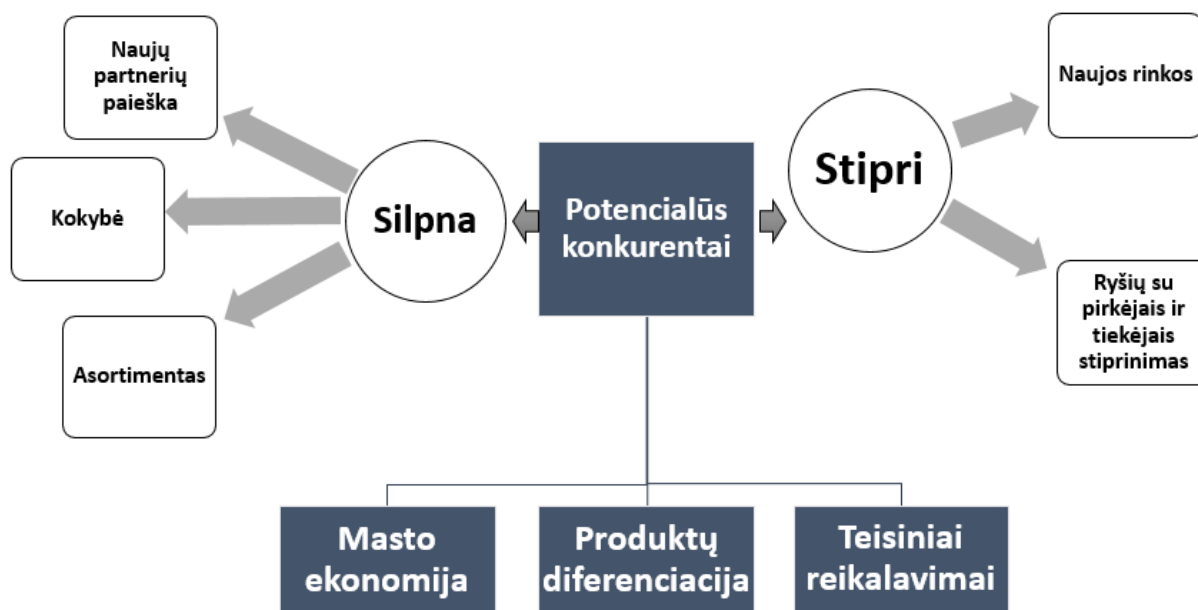 Naujų
partnerių
paieška
Kokybė
Asortimentas
Silpna
Potencialūs
konkurentai
Stipri
Naujos rinkos
Ryšių su
pirkėjais ir
tiekėjais
stiprinimas
Masto
ekonomija
Produktų
diferenciacija
Teisiniai
reikalavimai